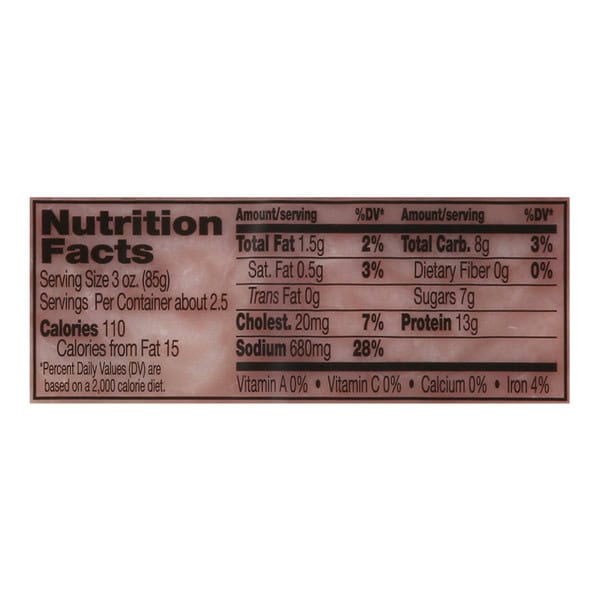 Nutrition
Facts
Serving Size 3 oz. (85g)
Servings Per Container about 2.5
Calories 110
Calories from Fat 15
*Percent Daily Values (DV) are
based on a 2,000 calorie diet.
Amount/serving %DV* Amount/serving %DV*
Total Fat 1.5g 2% Total Carb. 8g 3%
Sat. Fat 0.5g 3% Dietary Fiber 0g 0%
Trans Fat 0g Sugars 7g
Cholest. 20mg 7% Protein 13g
Sodium 680mg 28%
Vitamin A 0% • Vitamin C 0% • Calcium 0% • Iron 4%